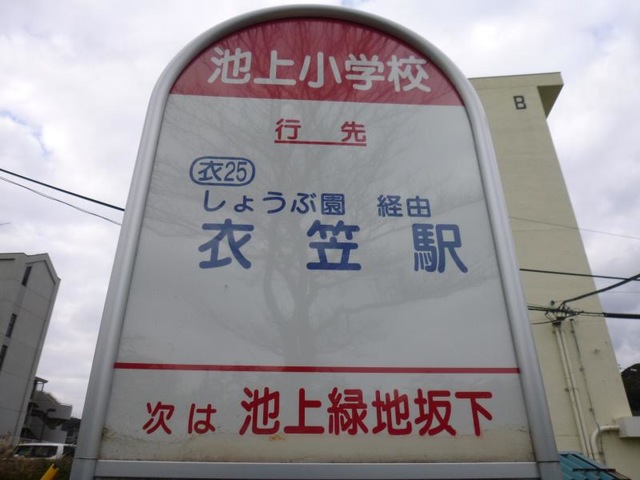 池上小学校
行先
衣25
しょうぶ園 経由
衣笠駅
次は 池上緑地坂下
B